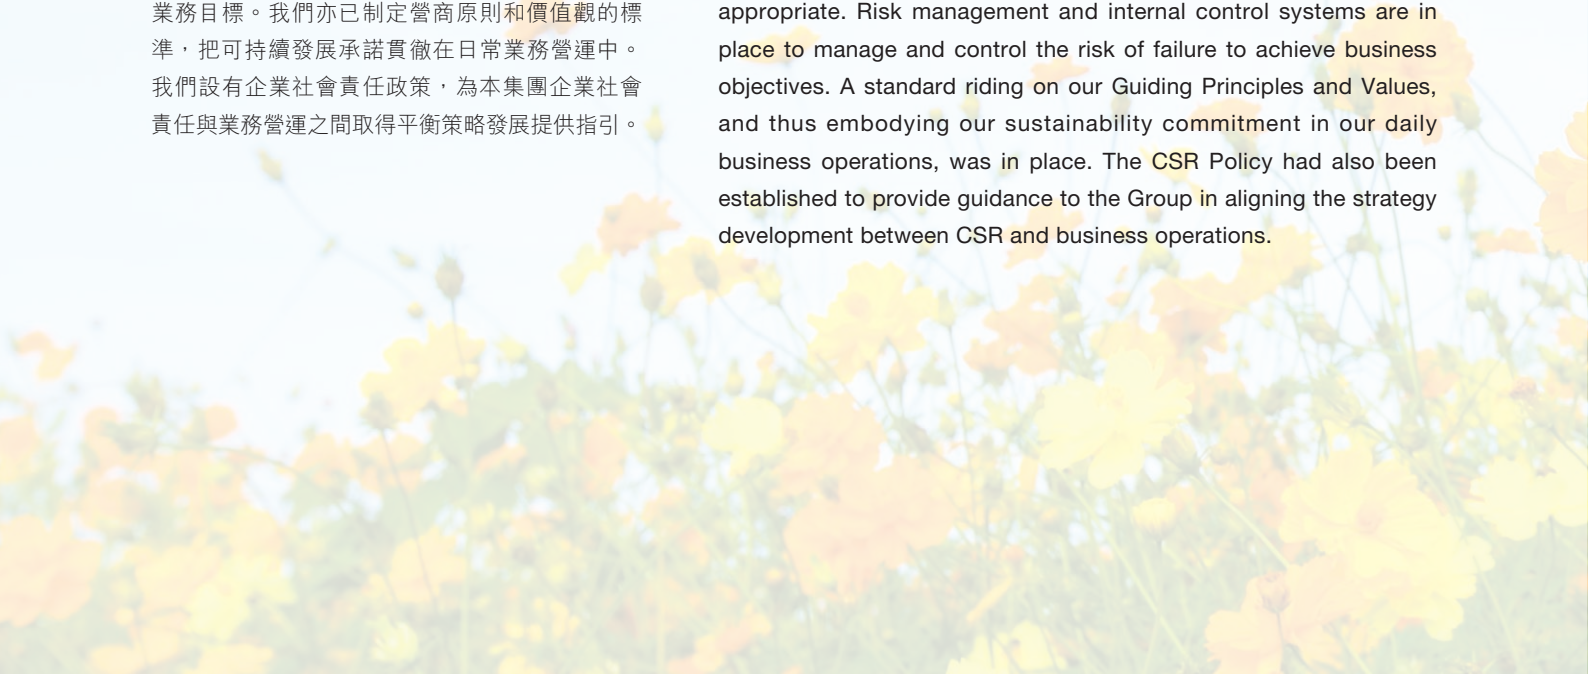 業務目標。我們亦已制定營商原則和價值觀的標
準，把可持續發展承諾貫徹在日常業務營運中。
我們設有企業社會責任政策，為本集團企業社會
責任與業務營運之間取得平衡策略發展提供指引。
appropriate. Risk management and internal control systems are in
place to manage and control the risk of failure to achieve business
objectives. A standard riding on our Guiding Principles and Values,
and thus embodying our sustainability commitment in our daily
business operations, was in place. The CSR Policy had also been
established to provide guidance to the Group in aligning the strategy
development between CSR and business operations.